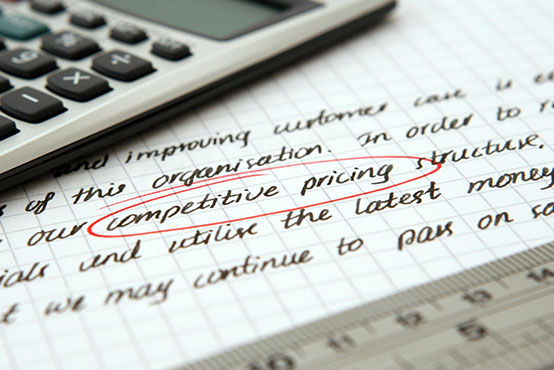 and improving customer care is
of this organisation. In order to
our competitive pricing structure.
and utilise the latest money
we may continue to pass on
10 11 12 13 14
5